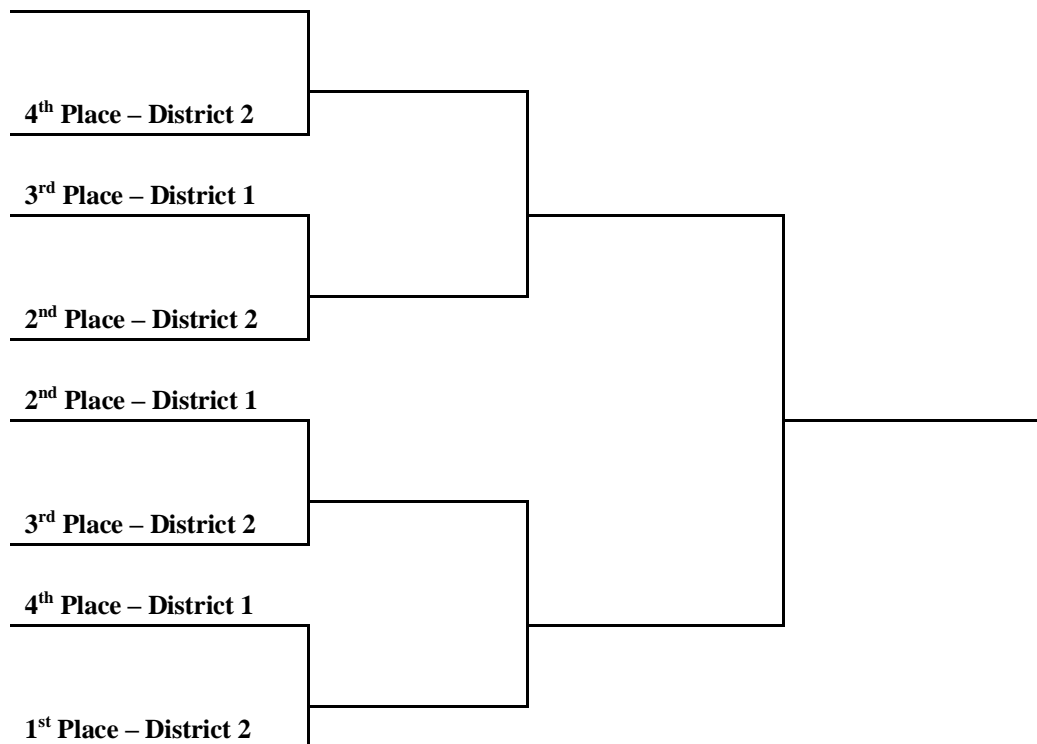 4th Place – District 2
3rd Place – District 1
2nd Place – District 2
2nd Place – District 1
3rd Place – District 2
4th Place – District 1
1st Place – District 2